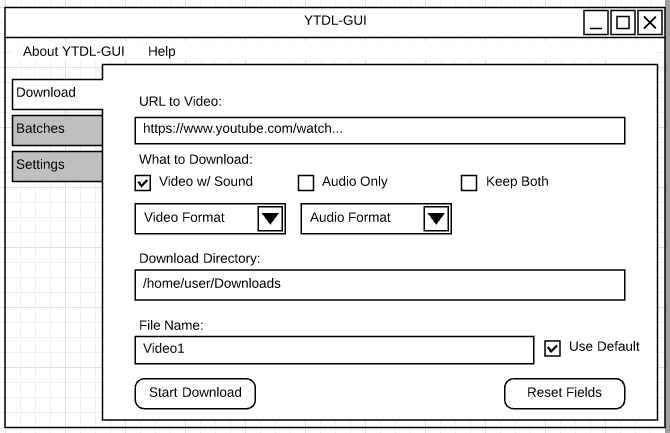 YTDL-GUI
About YTDL-GUI Help
Download
Batches
Settings
URL to Video:
https://www.youtube.com/watch...
What to Download:
Video w/ Sound Audio Only Keep Both
Video Format Audio Format
Download Directory:
/home/user/Downloads
File Name:
Video1 Use Default
Start Download Reset Fields